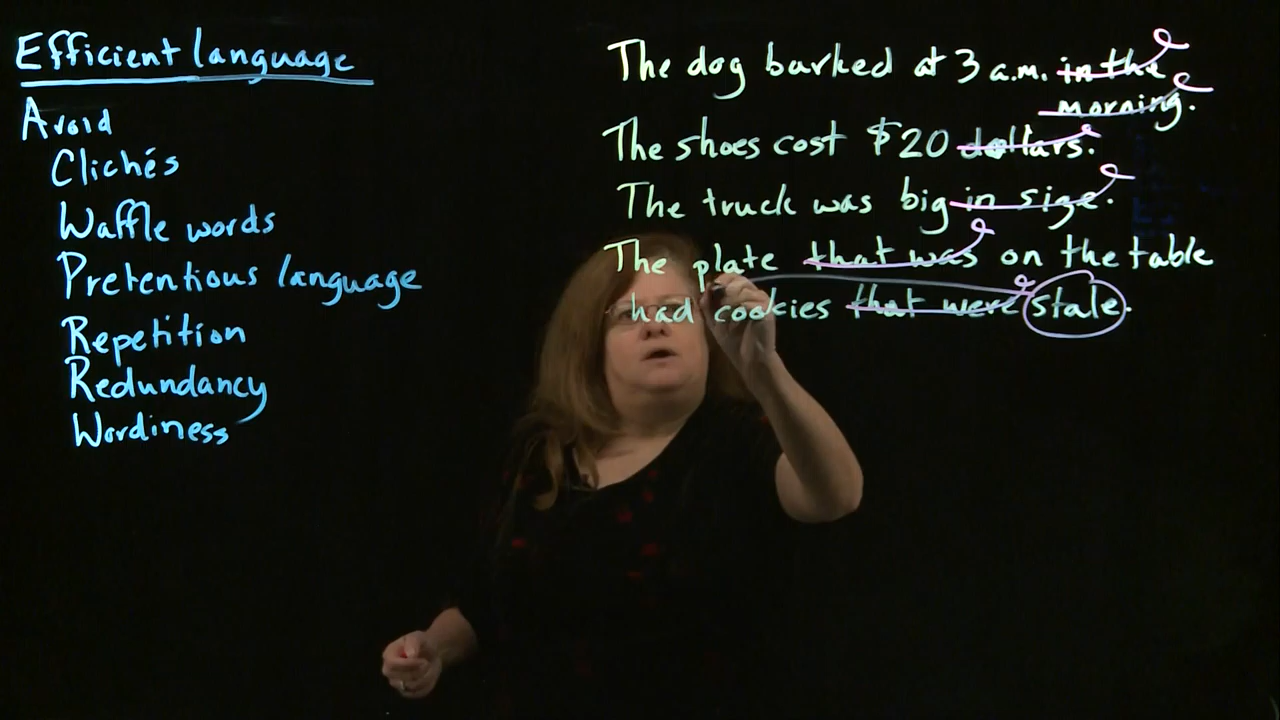 Efficient language
Avoid
Clichés
Waffle words
Pretentious language
Repetition
Redundancy
Wordiness
The dog barked at 3 a.m. in the
morning.
The shoes cost $20 dollars.
The truck was big in size.
The plate that was on the table
had cookies that were stale.